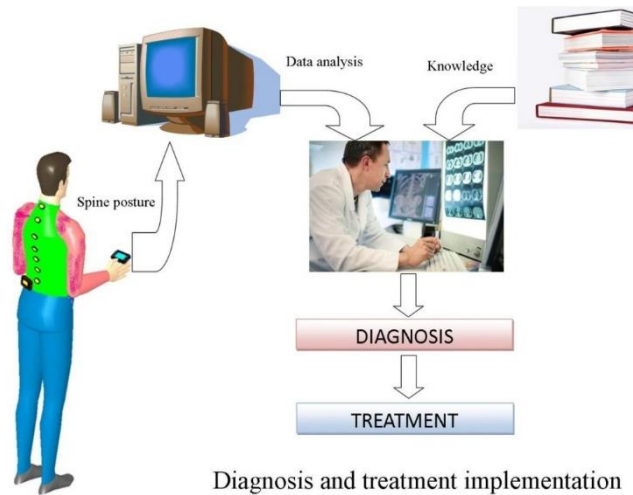 Data analysis
Knowledge
Spine posture
DIAGNOSIS
TREATMENT
Diagnosis and treatment implementation